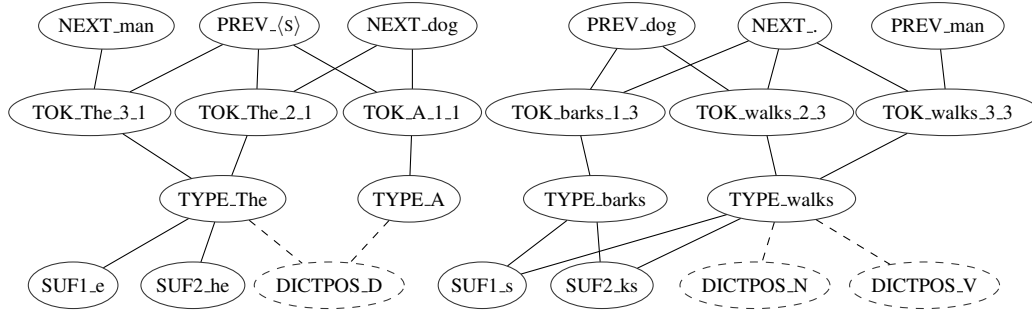 NEXT_man PREV_⟨s⟩ NEXT_dog PREV_dog NEXT_. PREV_man
TOK_The_3_1 TOK_The_2_1 TOK_A_1_1 TOK_barks_1_3 TOK_walks_2_3 TOK_walks_3_3
TYPE_The TYPE_A TYPE_barks TYPE_walks
SUF1_e SUF2_he DICTPOS_D SUF1_s SUF2_ks DICTPOS_N DICTPOS_V